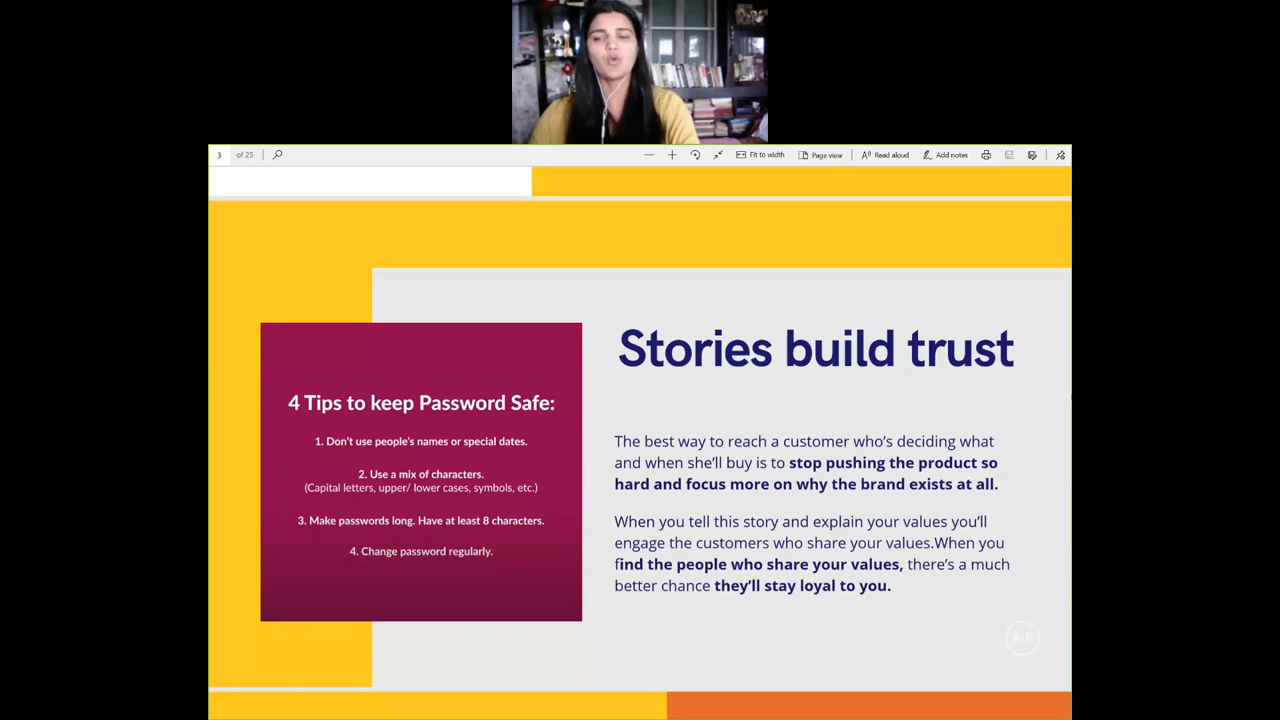 3 of 25
Fit to width
Page view
Read aloud
Add notes
4 Tips to keep Password Safe:
1. Don't use people's names or special dates.
2. Use a mix of characters.
(Capital letters, upper/ lower cases, symbols, etc.)
3. Make passwords long. Have at least 8 characters.
4. Change password regularly.
Stories build trust
The best way to reach a customer who's deciding what
and when she'll buy is to stop pushing the product so
hard and focus more on why the brand exists at all.
When you tell this story and explain your values you'll
engage the customers who share your values.When you
find the people who share your values, there's a much
better chance they'll stay loyal to you.